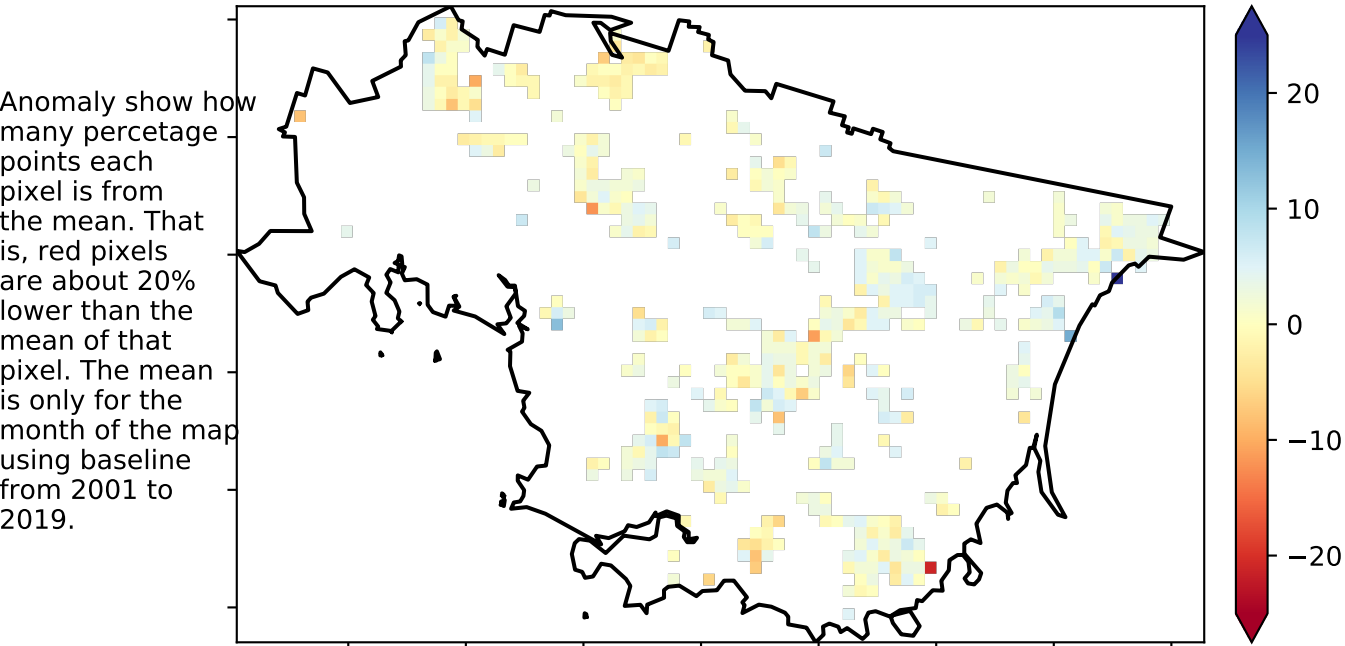 Anomaly show how
many percetage
points each
pixel is from
the mean. That
is, red pixels
are about 20%
lower than the
mean of that
pixel. The mean
is only for the
month of the map
using baseline
from 2001 to
2019.
20
10
0
−10
−20